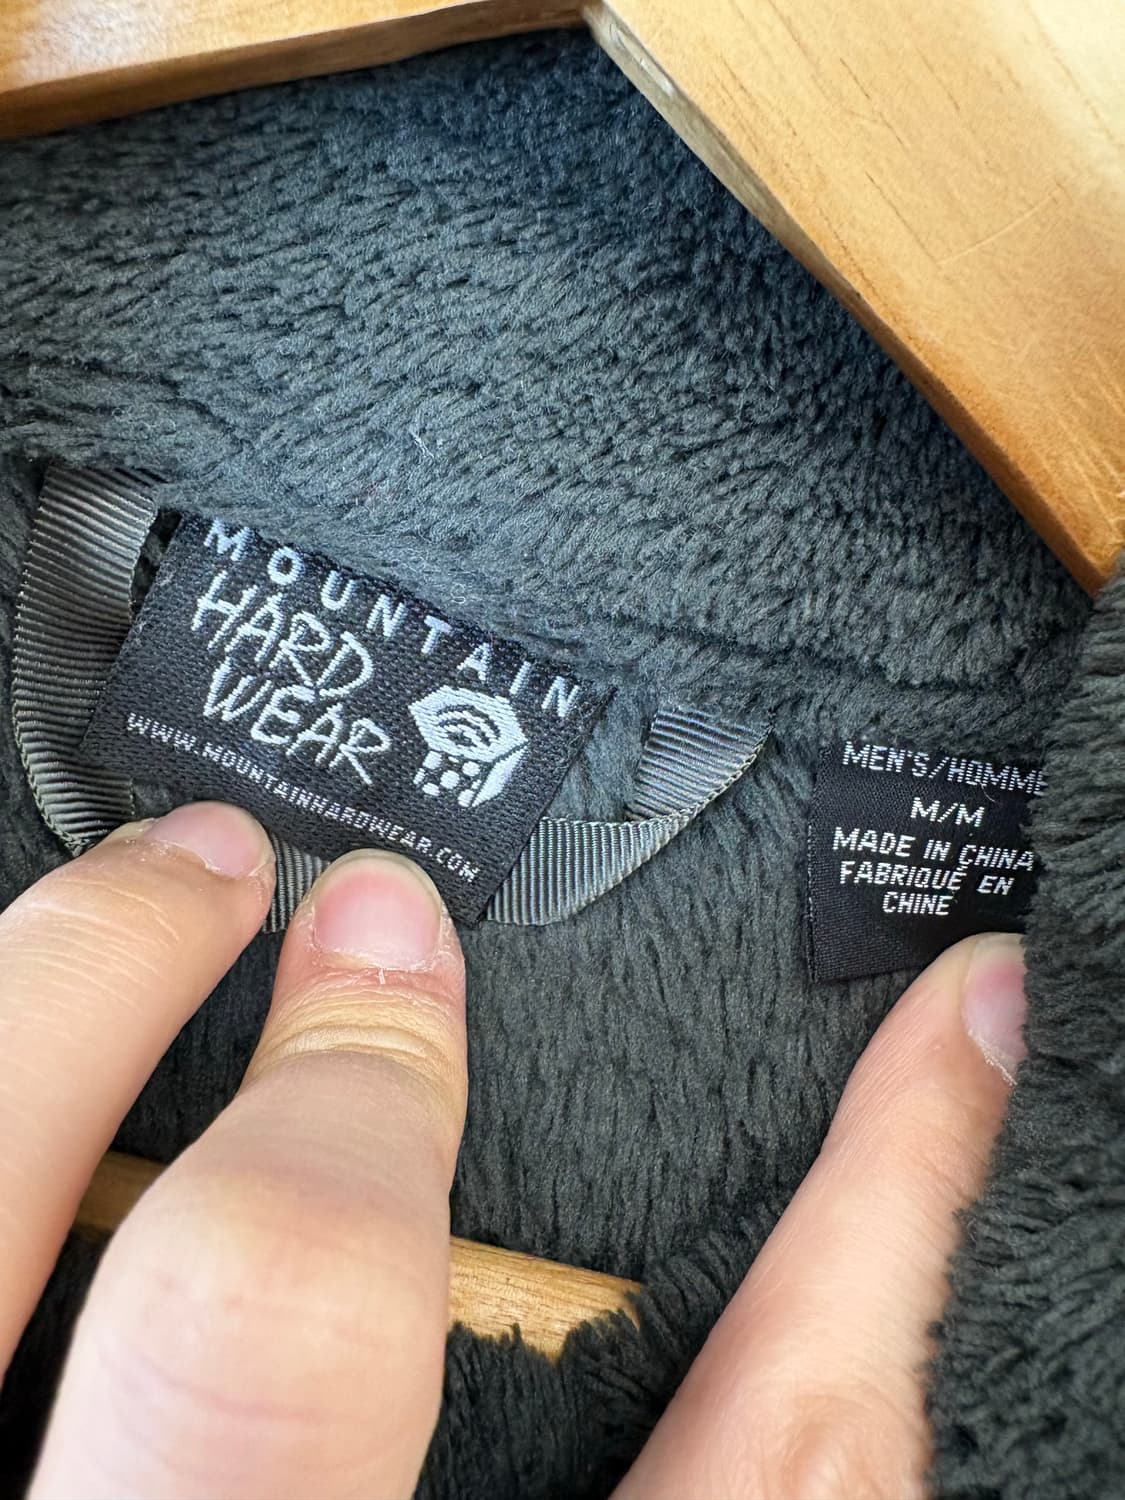 MOUNTAIN
HARD
WEAR
WWW.MOUNTAINHARDWEAR.COM
MEN'S/HOMME
M/M
MADE IN CHINA
FABRIQUÉ EN
CHINE